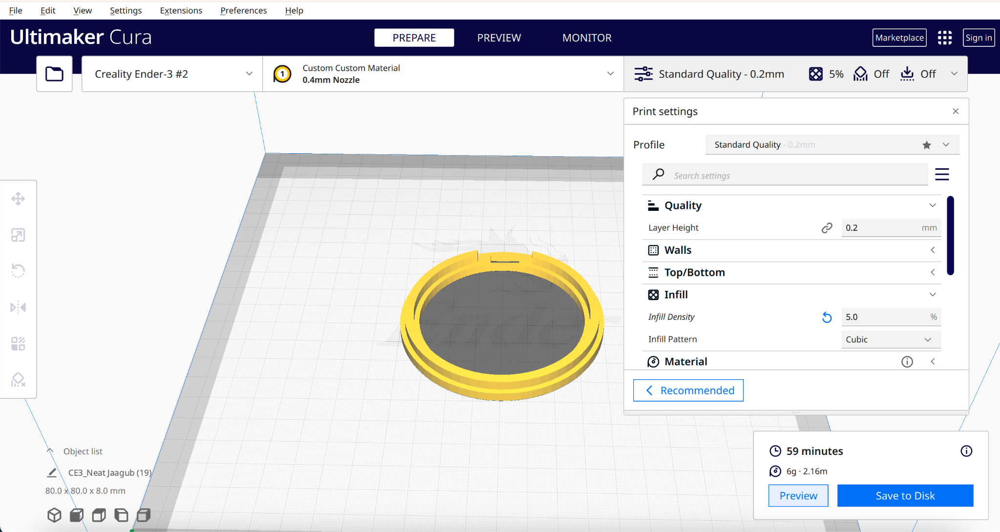 File Edit View Settings Extensions Preferences Help
Ultimaker Cura PREPARE PREVIEW MONITOR Marketplace Sign in
Creality Ender-3 #2
1
Custom Custom Material
0.4mm Nozzle
Standard Quality - 0.2mm 5% Off Off
Print settings
Profile Standard Quality - 0.2mm
Search settings
Quality
Layer Height 0.2 mm
Walls
Top/Bottom
Infill
Infill Density 5.0 %
Infill Pattern Cubic
Material
Recommended
Ender
Object list
CE3_Neat Jaagub (19)
80.0 x 80.0 x 8.0 mm
59 minutes
6g · 2.16m
Preview Save to Disk